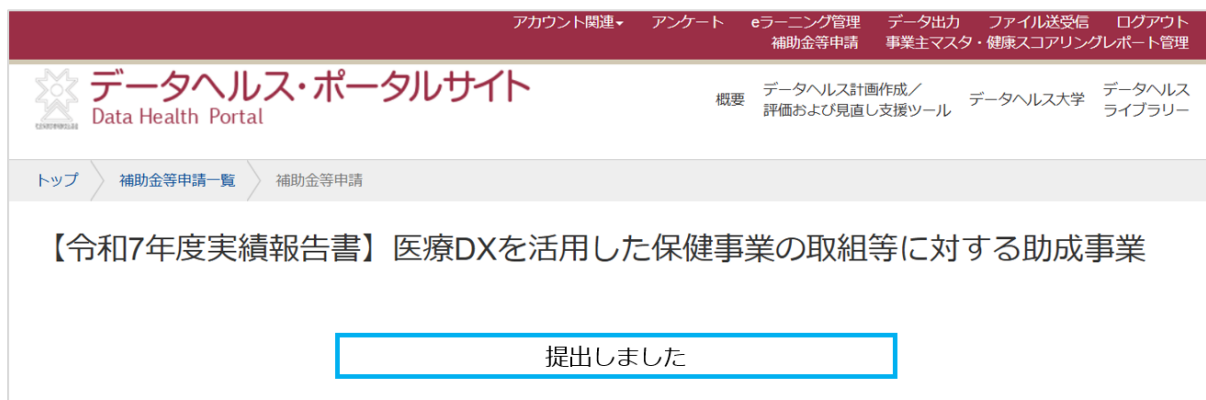 アカウント関連▾ アンケート eラーニング管理 データ出力 ファイル送受信 ログアウト
補助金等申請 事業主マスタ・健康スコアリングレポート管理
データヘルス・ポータルサイト
Data Health Portal
概要 データヘルス計画作成／
評価および見直し支援ツール データヘルス大学 データヘルス
ライブラリー
トップ 補助金等申請一覧 補助金等申請
【令和7年度実績報告書】医療DXを活用した保健事業の取組等に対する助成事業
提出しました